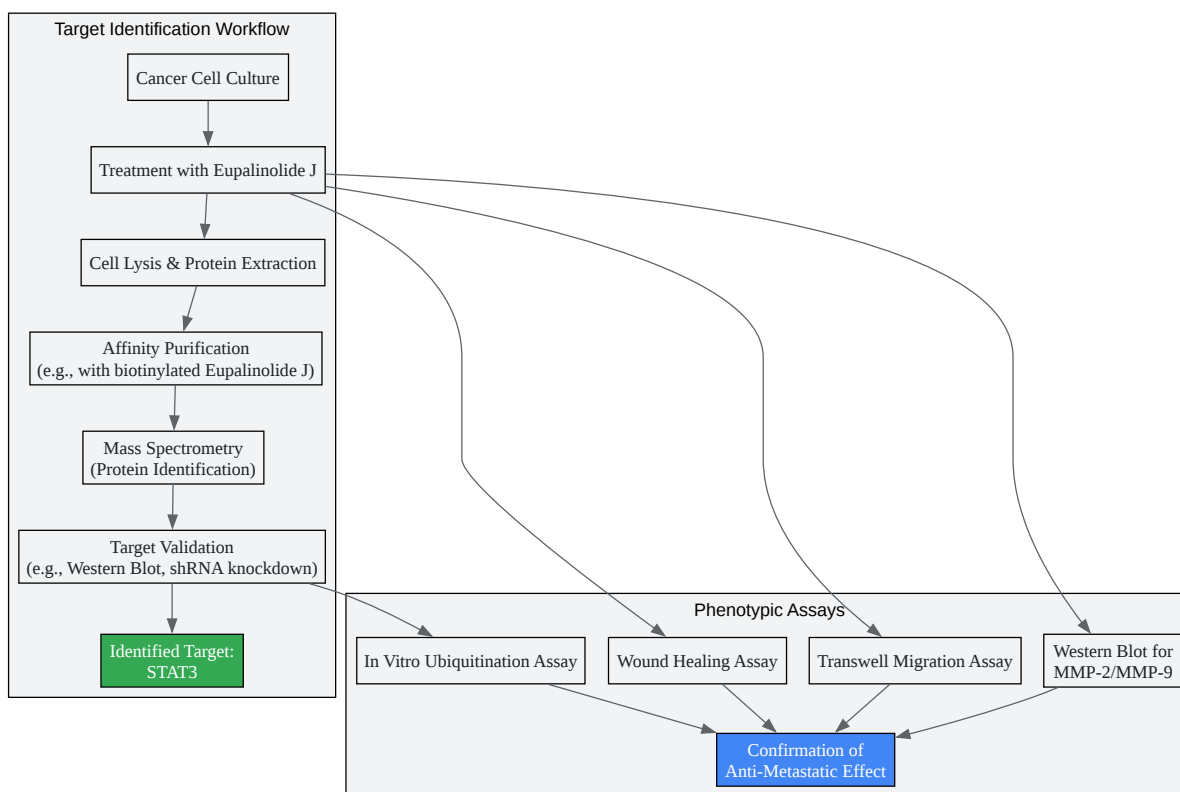 Target Identification Workflow
Cancer Cell Culture
Treatment with Eupalinolide J
Cell Lysis & Protein Extraction
Affinity Purification
(e.g., with biotinylated Eupalinolide J)
Mass Spectrometry
(Protein Identification)
Target Validation
(e.g., Western Blot, shRNA knockdown)
Identified Target:
STAT3
Phenotypic Assays
In Vitro Ubiquitination Assay
Wound Healing Assay
Transwell Migration Assay
Western Blot for
MMP-2/MMP-9
Confirmation of
Anti-Metastatic Effect